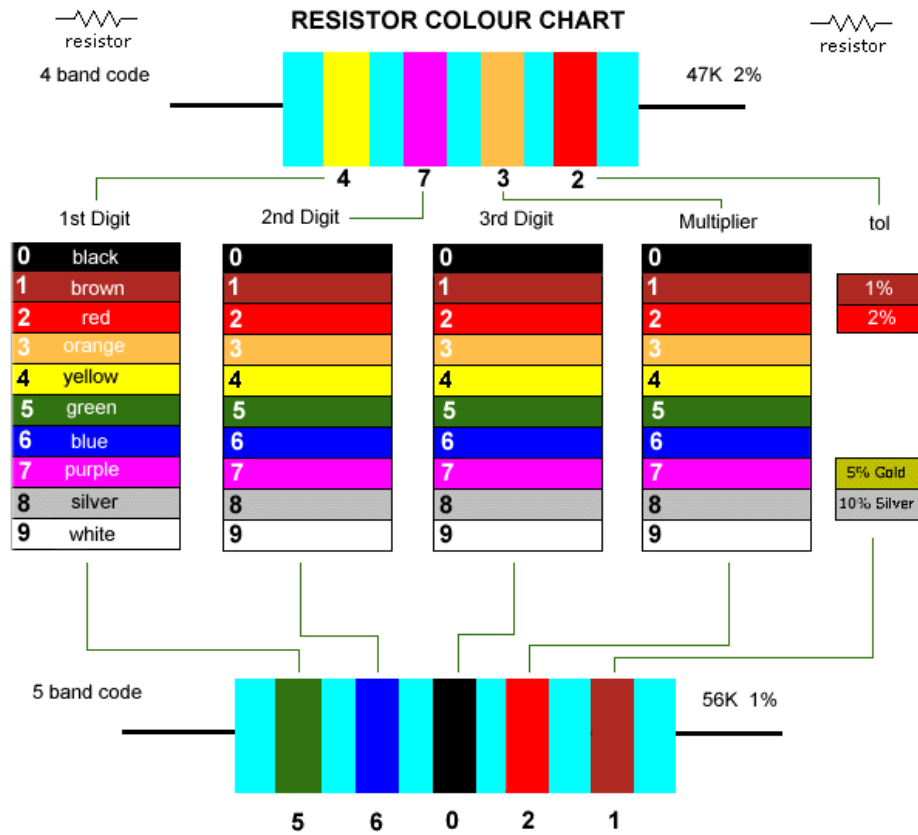 RESISTOR COLOUR CHART
resistor
resistor
4 band code
47K 2%
4 7 3 2
1st Digit
2nd Digit
3rd Digit
Multiplier
tol
0 black 0 0 0
1 brown 1 1 1 1%
2 red 2 2 2 2%
3 orange 3 3 3
4 yellow 4 4 4
5 green 5 5 5
6 blue 6 6 6
7 purple 7 7 7 5% Gold
8 silver 8 8 8 10% Silver
9 white 9 9 9
5 band code
56K 1%
5 6 0 2 1